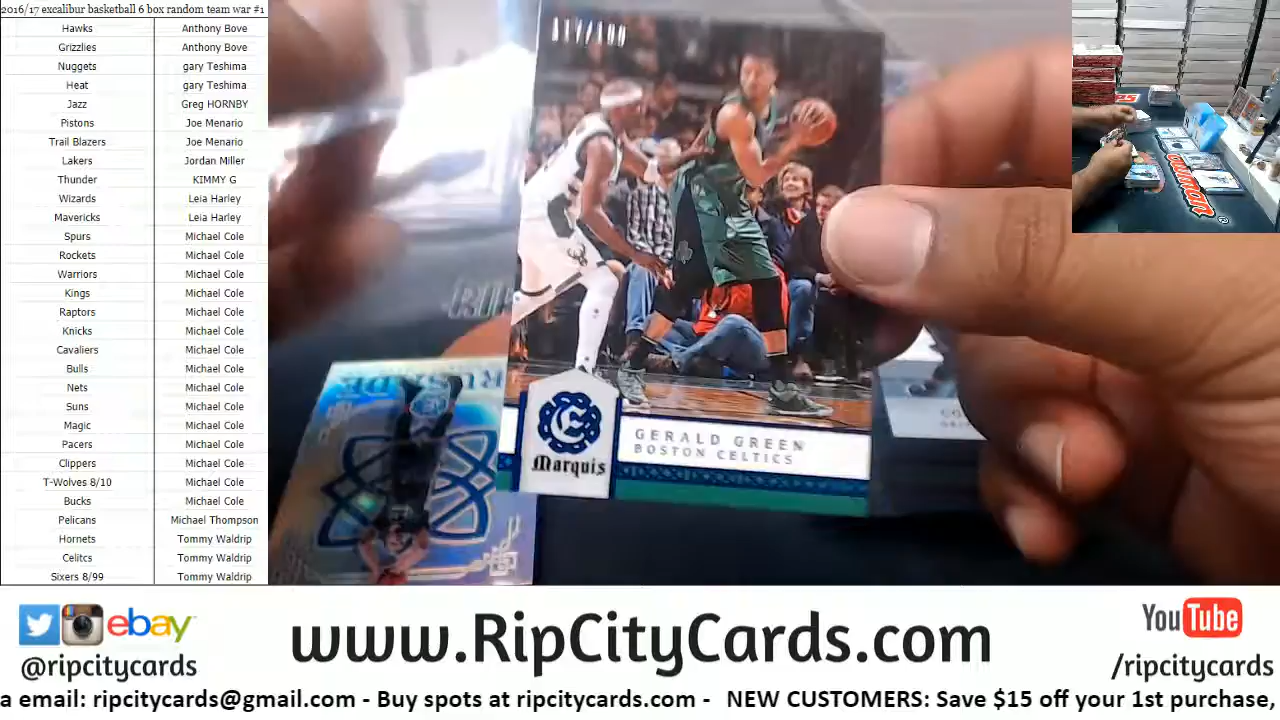 2016/17 excalibur basketball 6 box random team war #1
Hawks Anthony Bove
Grizzlies Anthony Bove
Nuggets gary Teshima
Heat gary Teshima
Jazz Greg HORNBY
Pistons Joe Menario
Trail Blazers Joe Menario
Lakers Jordan Miller
Thunder KIMMY G
Wizards Leia Harley
Mavericks Leia Harley
Spurs Michael Cole
Rockets Michael Cole
Warriors Michael Cole
Kings Michael Cole
Raptors Michael Cole
Knicks Michael Cole
Cavaliers Michael Cole
Bulls Michael Cole
Nets Michael Cole
Suns Michael Cole
Magic Michael Cole
Pacers Michael Cole
Clippers Michael Cole
T-Wolves 8/10 Michael Cole
Bucks Michael Cole
Pelicans Michael Thompson
Hornets Tommy Waldrip
Celitcs Tommy Waldrip
Sixers 8/99 Tommy Waldrip
E
Marquis
GERALD GREEN
BOSTON CELTICS
ebay
@ripcitycards
www.RipCityCards.com
YouTube
/ripcitycards
a email: ripcitycards@gmail.com - Buy spots at ripcitycards.com - NEW CUSTOMERS: Save $15 off your 1st purchase,